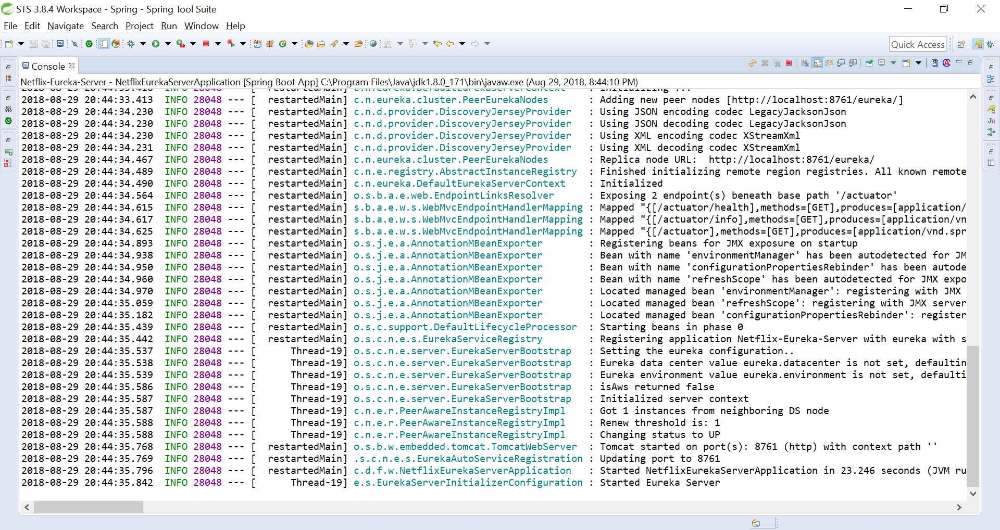 STS 3.8.4 Workspace - Spring - Spring Tool Suite
File Edit Navigate Search Project Run Window Help
Quick Access
Console
Netflix-Eureka-Server - NetflixEurekaServerApplication [Spring Boot App] C:\Program Files\Java\jdk1.8.0_171\bin\javaw.exe (Aug 29, 2018, 8:44:10 PM)
2018-08-29 20:44:33.413 INFO 28048 --- [ restartedMain] c.n.eureka.cluster.PeerEurekaNodes : Adding new peer nodes [http://localhost:8761/eureka/]
2018-08-29 20:44:34.230 INFO 28048 --- [ restartedMain] c.n.d.provider.DiscoveryJerseyProvider : Using JSON encoding codec LegacyJacksonJson
2018-08-29 20:44:34.230 INFO 28048 --- [ restartedMain] c.n.d.provider.DiscoveryJerseyProvider : Using JSON decoding codec LegacyJacksonJson
2018-08-29 20:44:34.230 INFO 28048 --- [ restartedMain] c.n.d.provider.DiscoveryJerseyProvider : Using XML encoding codec XStreamXml
2018-08-29 20:44:34.231 INFO 28048 --- [ restartedMain] c.n.d.provider.DiscoveryJerseyProvider : Using XML decoding codec XStreamXml
2018-08-29 20:44:34.467 INFO 28048 --- [ restartedMain] c.n.eureka.cluster.PeerEurekaNodes : Replica node URL: http://localhost:8761/eureka/
2018-08-29 20:44:34.489 INFO 28048 --- [ restartedMain] c.n.e.registry.AbstractInstanceRegistry : Finished initializing remote region registries. All known remote
2018-08-29 20:44:34.490 INFO 28048 --- [ restartedMain] c.n.eureka.DefaultEurekaServerContext : Initialized
2018-08-29 20:44:34.564 INFO 28048 --- [ restartedMain] o.s.b.a.e.web.EndpointLinksResolver : Exposing 2 endpoint(s) beneath base path '/actuator'
2018-08-29 20:44:34.615 INFO 28048 --- [ restartedMain] s.b.a.e.w.s.WebMvcEndpointHandlerMapping : Mapped "{[/actuator/health],methods=[GET],produces=[application/
2018-08-29 20:44:34.617 INFO 28048 --- [ restartedMain] s.b.a.e.w.s.WebMvcEndpointHandlerMapping : Mapped "{[/actuator/info],methods=[GET],produces=[application/vn
2018-08-29 20:44:34.625 INFO 28048 --- [ restartedMain] s.b.a.e.w.s.WebMvcEndpointHandlerMapping : Mapped "{[/actuator],methods=[GET],produces=[application/vnd.spr
2018-08-29 20:44:34.893 INFO 28048 --- [ restartedMain] o.s.j.e.a.AnnotationMBeanExporter : Registering beans for JMX exposure on startup
2018-08-29 20:44:34.938 INFO 28048 --- [ restartedMain] o.s.j.e.a.AnnotationMBeanExporter : Bean with name 'environmentManager' has been autodetected for JM
2018-08-29 20:44:34.950 INFO 28048 --- [ restartedMain] o.s.j.e.a.AnnotationMBeanExporter : Bean with name 'configurationPropertiesRebinder' has been autode
2018-08-29 20:44:34.960 INFO 28048 --- [ restartedMain] o.s.j.e.a.AnnotationMBeanExporter : Bean with name 'refreshScope' has been autodetected for JMX expo
2018-08-29 20:44:34.970 INFO 28048 --- [ restartedMain] o.s.j.e.a.AnnotationMBeanExporter : Located managed bean 'environmentManager': registering with JMX
2018-08-29 20:44:35.059 INFO 28048 --- [ restartedMain] o.s.j.e.a.AnnotationMBeanExporter : Located managed bean 'refreshScope': registering with JMX server
2018-08-29 20:44:35.182 INFO 28048 --- [ restartedMain] o.s.j.e.a.AnnotationMBeanExporter : Located managed bean 'configurationPropertiesRebinder': register
2018-08-29 20:44:35.439 INFO 28048 --- [ restartedMain] o.s.c.support.DefaultLifecycleProcessor : Starting beans in phase 0
2018-08-29 20:44:35.442 INFO 28048 --- [ restartedMain] o.s.c.n.e.s.EurekaServiceRegistry : Registering application Netflix-Eureka-Server with eureka with s
2018-08-29 20:44:35.537 INFO 28048 --- [ Thread-19] o.s.c.n.e.server.EurekaServerBootstrap : Setting the eureka configuration..
2018-08-29 20:44:35.538 INFO 28048 --- [ Thread-19] o.s.c.n.e.server.EurekaServerBootstrap : Eureka data center value eureka.datacenter is not set, defaultin
2018-08-29 20:44:35.539 INFO 28048 --- [ Thread-19] o.s.c.n.e.server.EurekaServerBootstrap : Eureka environment value eureka.environment is not set, defaulti
2018-08-29 20:44:35.586 INFO 28048 --- [ Thread-19] o.s.c.n.e.server.EurekaServerBootstrap : isAws returned false
2018-08-29 20:44:35.587 INFO 28048 --- [ Thread-19] o.s.c.n.e.server.EurekaServerBootstrap : Initialized server context
2018-08-29 20:44:35.587 INFO 28048 --- [ Thread-19] c.n.e.r.PeerAwareInstanceRegistryImpl : Got 1 instances from neighboring DS node
2018-08-29 20:44:35.588 INFO 28048 --- [ Thread-19] c.n.e.r.PeerAwareInstanceRegistryImpl : Renew threshold is: 1
2018-08-29 20:44:35.588 INFO 28048 --- [ Thread-19] c.n.e.r.PeerAwareInstanceRegistryImpl : Changing status to UP
2018-08-29 20:44:35.768 INFO 28048 --- [ restartedMain] o.s.b.w.embedded.tomcat.TomcatWebServer : Tomcat started on port(s): 8761 (http) with context path ''
2018-08-29 20:44:35.769 INFO 28048 --- [ restartedMain] .s.c.n.e.s.EurekaAutoServiceRegistration : Updating port to 8761
2018-08-29 20:44:35.796 INFO 28048 --- [ restartedMain] c.d.f.w.NetflixEurekaServerApplication : Started NetflixEurekaServerApplication in 23.246 seconds (JVM ru
2018-08-29 20:44:35.842 INFO 28048 --- [ Thread-19] e.s.EurekaServerInitializerConfiguration : Started Eureka Server